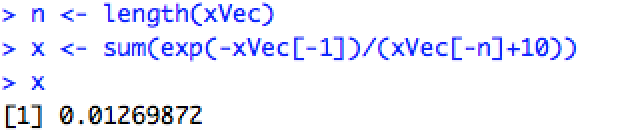 > n <- length(xVec)
> x <- sum(exp(-xVec[-1])/(xVec[-n]+10))
> x
[1] 0.01269872